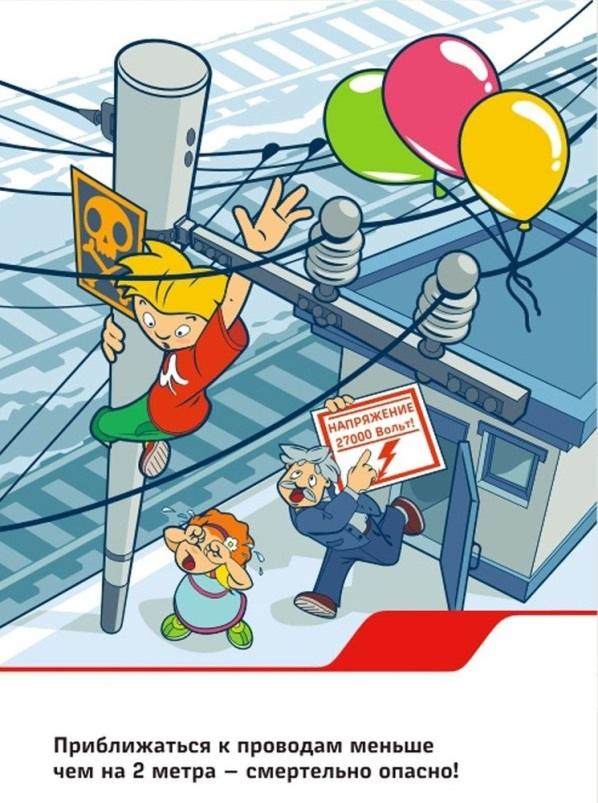 НАПРЯЖЕНИЕ
27000 Вольт!
Приближаться к проводам меньше
чем на 2 метра – смертельно опасно!